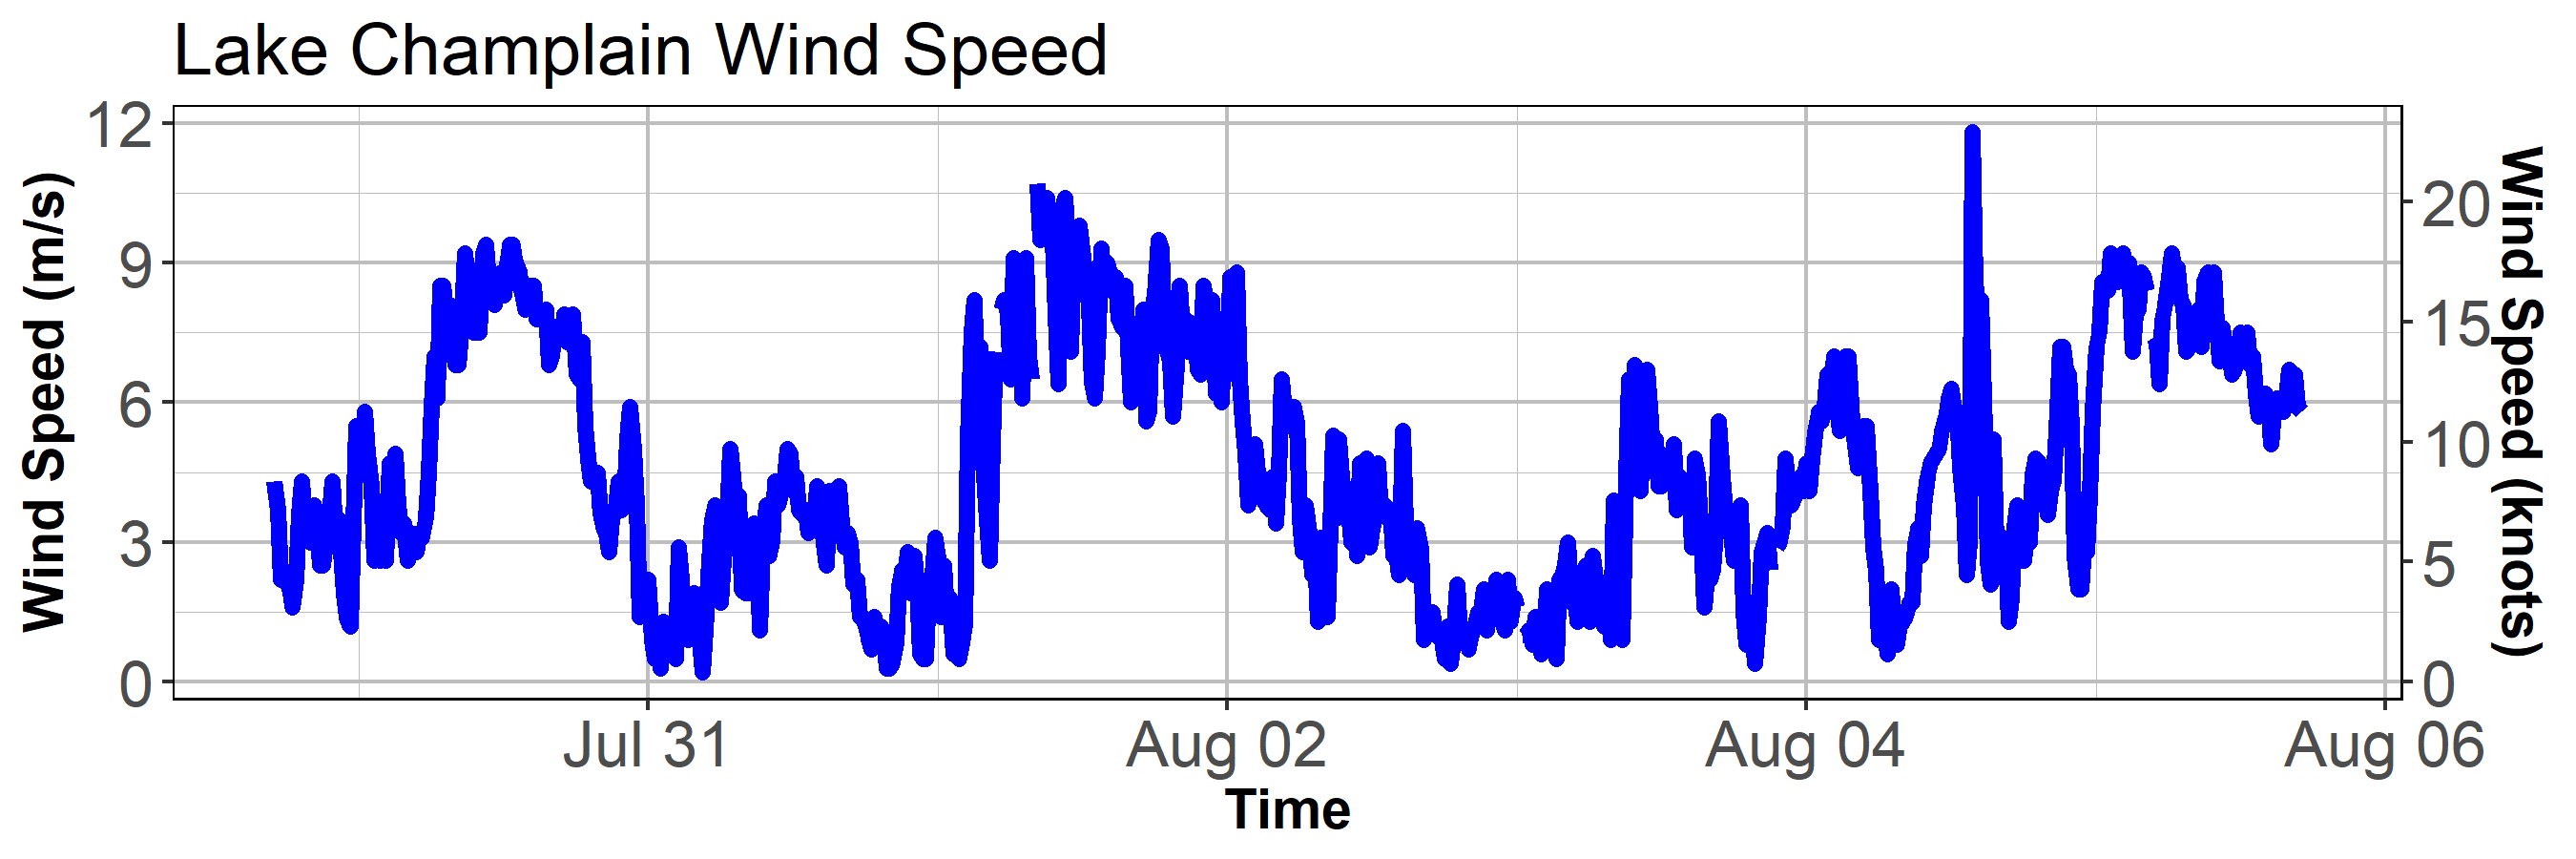 Lake Champlain Wind Speed
Wind Speed (m/s)
12
9
6
3
0
20
15
10
5
0
Wind Speed (knots)
Jul 31
Aug 02
Aug 04
Aug 06
Time